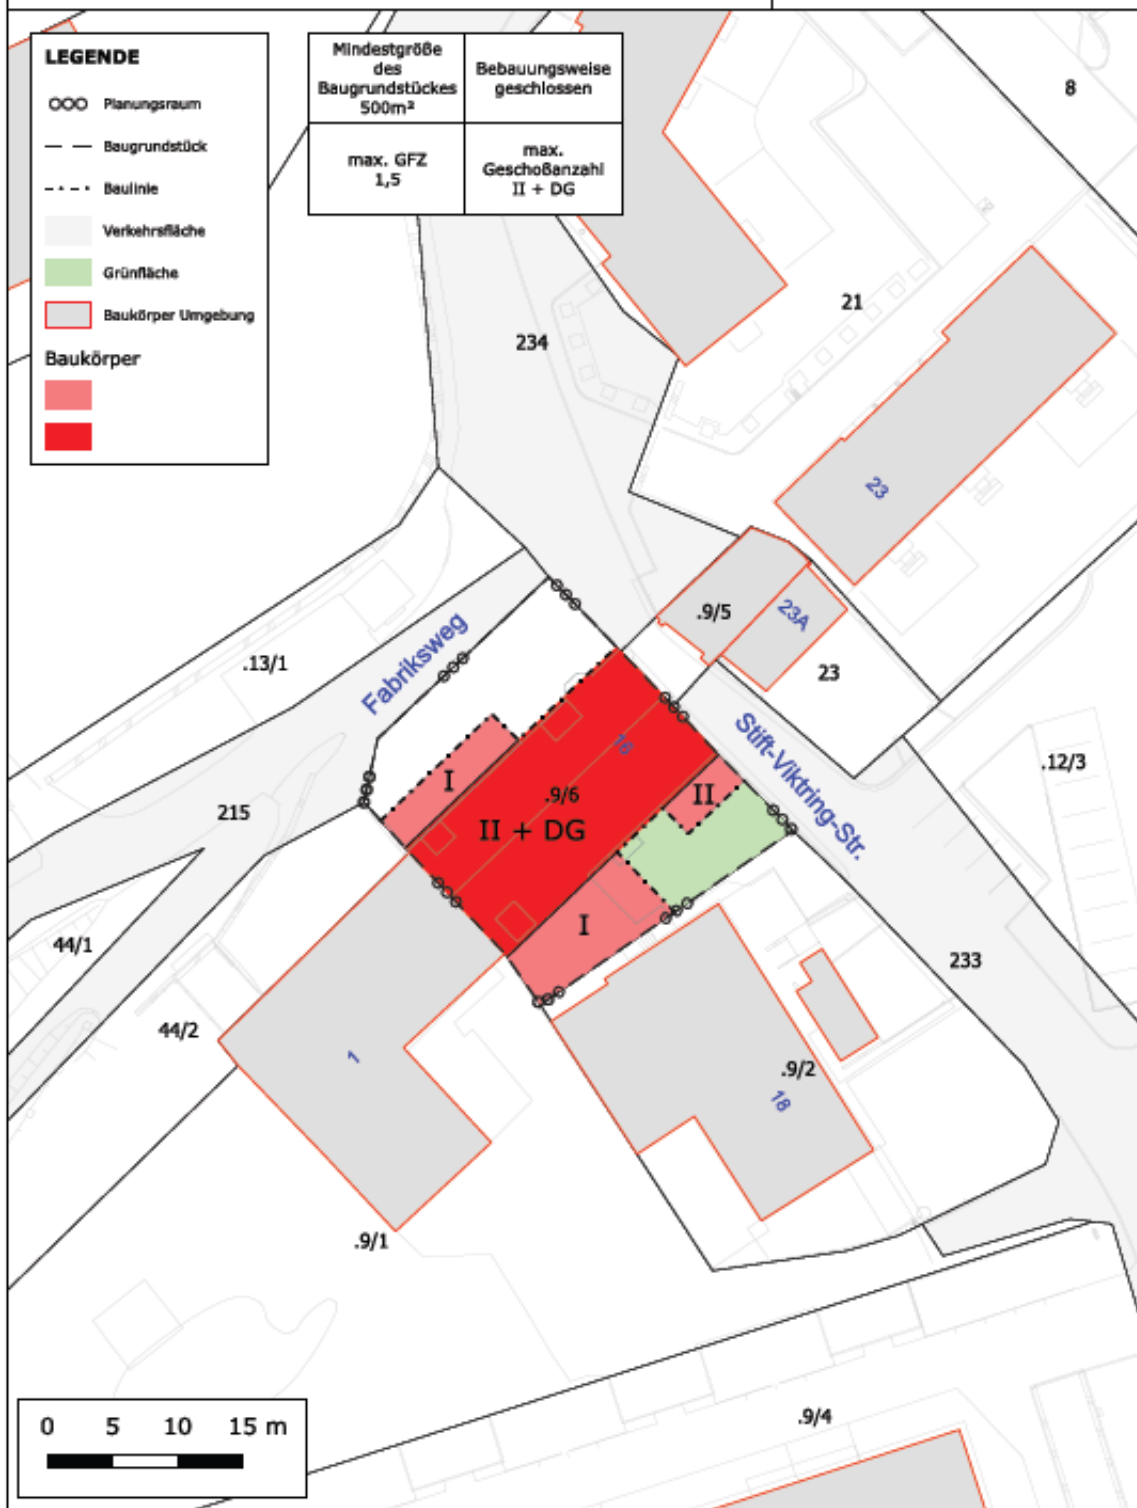 LEGENDE
Planungsraum
Baugrundstück
Baulinie
Verkehrsfläche
Grünfläche
Baukörper Umgebung
Baukörper
Mindestgröße
des
Baugrundstückes
500m²
Bebauungsweise
geschlossen
max. GFZ
1,5
max.
Geschoßanzahl
II + DG
8
21
234
23
.9/5
23A
23
Fabriksweg
.13/1
Stift-Viktring-Str.
16
.12/3
I
.9/6
II
215
II + DG
I
44/1
233
44/2
1
.9/2
18
.9/1
.9/4
0 5 10 15 m